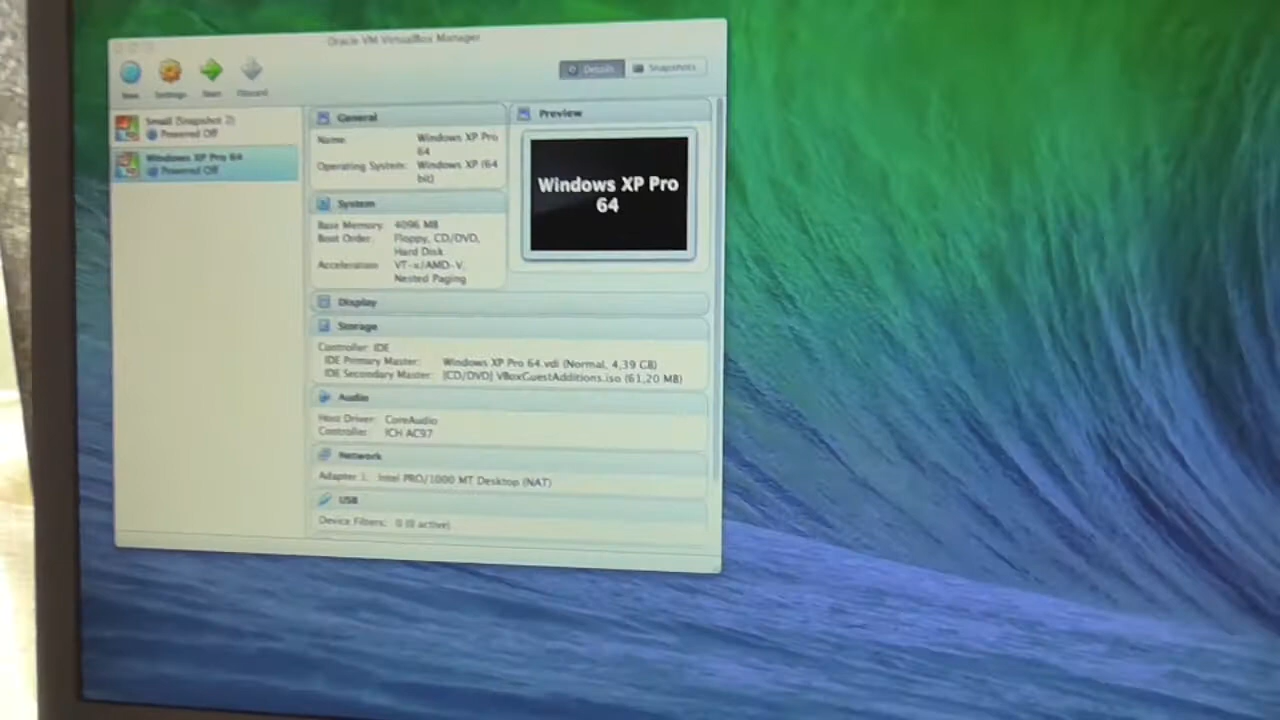 Oracle VM VirtualBox Manager
New Settings Start Discard
Details Snapshots
Small (Snapshot 2)
Powered Off
Windows XP Pro 64
Powered Off
General
Name: Windows XP Pro
64
Operating System: Windows XP (64
bit)
System
Base Memory: 4096 MB
Boot Order: Floppy, CD/DVD,
Hard Disk
Acceleration: VT-x/AMD-V,
Nested Paging
Preview
Windows XP Pro
64
Display
Storage
Controller: IDE
IDE Primary Master: Windows XP Pro 64.vdi (Normal, 4,39 GB)
IDE Secondary Master: [CD/DVD] VBoxGuestAdditions.iso (61,20 MB)
Audio
Host Driver: CoreAudio
Controller: ICH AC97
Network
Adapter 1: Intel PRO/1000 MT Desktop (NAT)
USB
Device Filters: 0 (0 active)